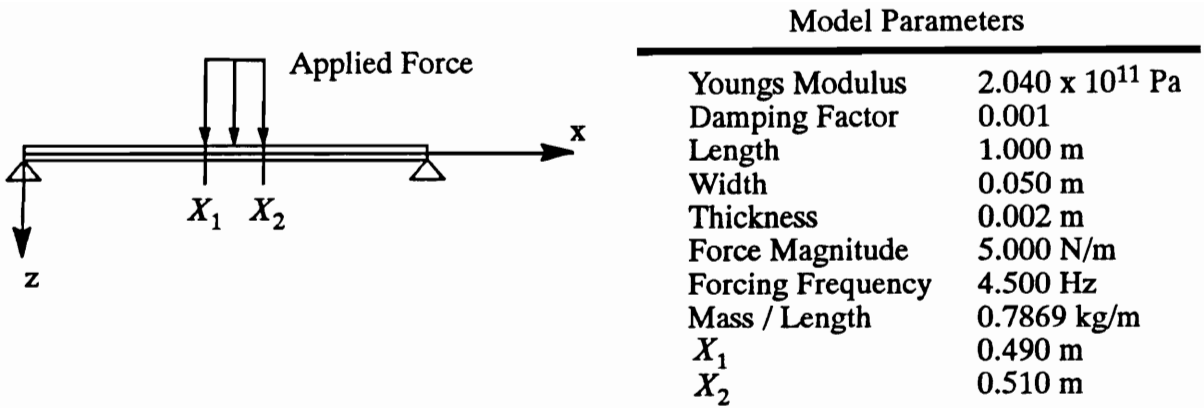 Applied Force
x
X₁ X₂
z
Model Parameters
Youngs Modulus 2.040 x 10¹¹ Pa
Damping Factor 0.001
Length 1.000 m
Width 0.050 m
Thickness 0.002 m
Force Magnitude 5.000 N/m
Forcing Frequency 4.500 Hz
Mass / Length 0.7869 kg/m
X₁ 0.490 m
X₂ 0.510 m